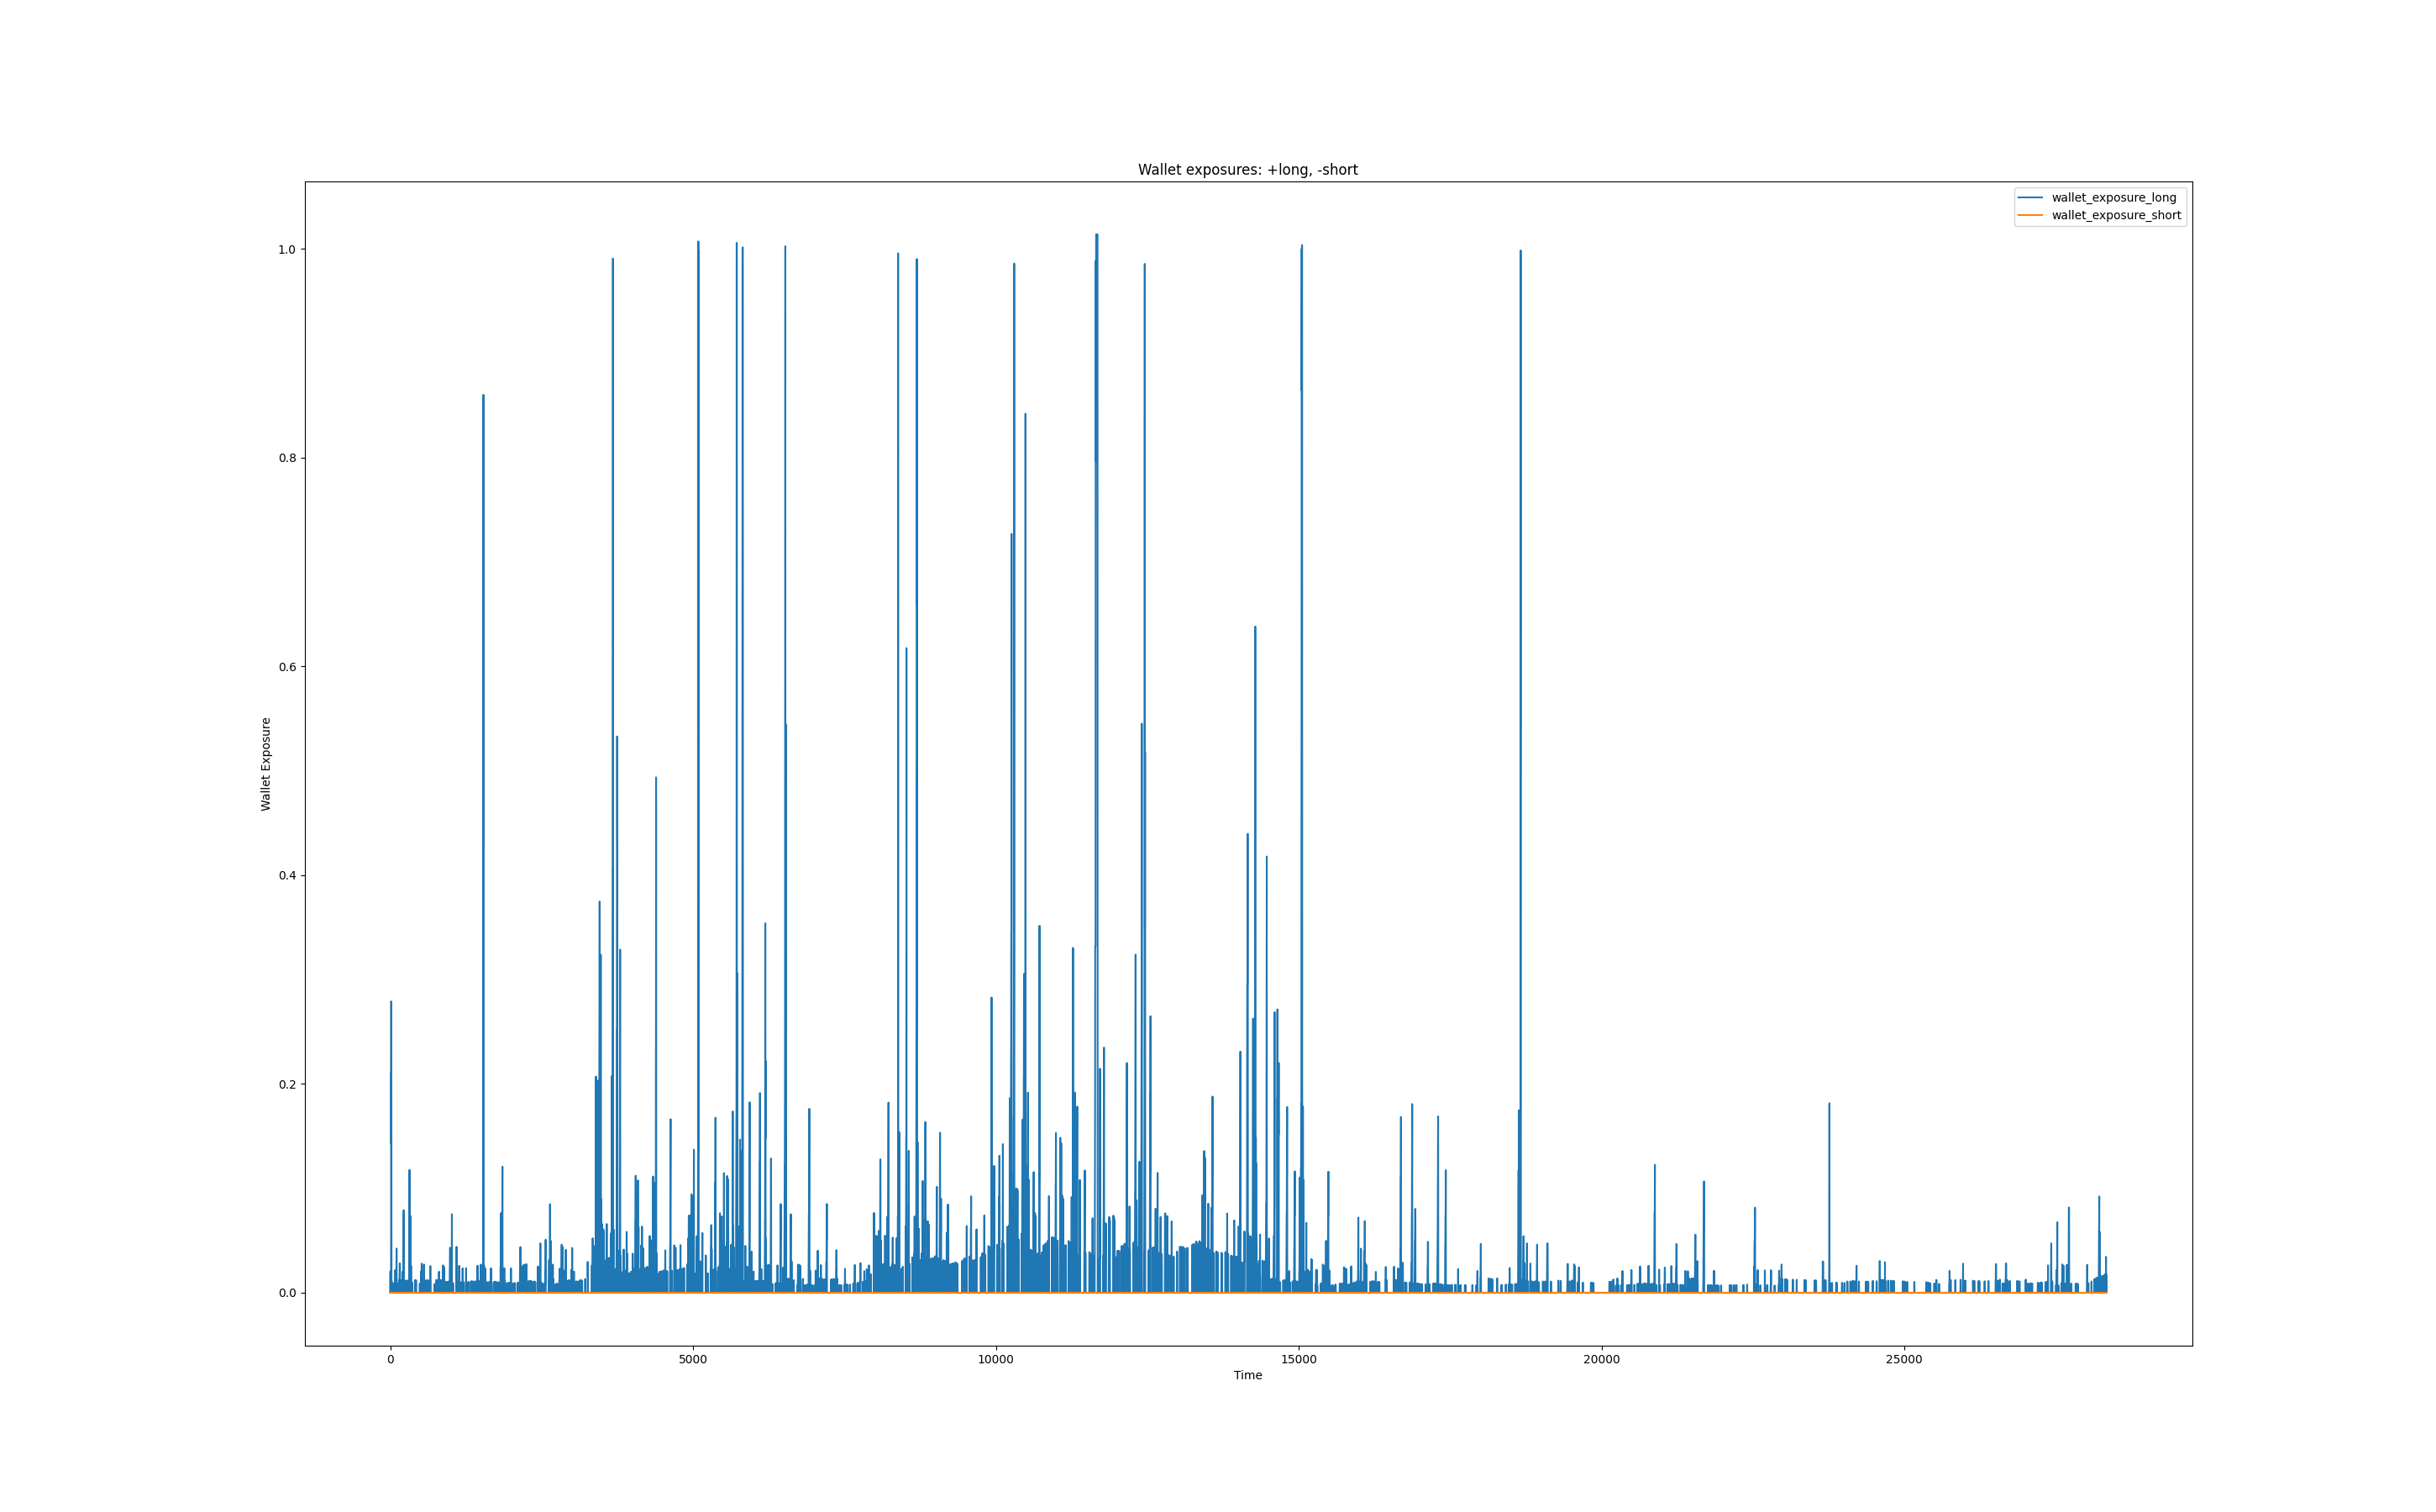 Wallet exposures: +long, -short
wallet_exposure_long
wallet_exposure_short
1.0
0.8
0.6
0.4
0.2
0.0
Wallet Exposure
0 5000 10000 15000 20000 25000
Time